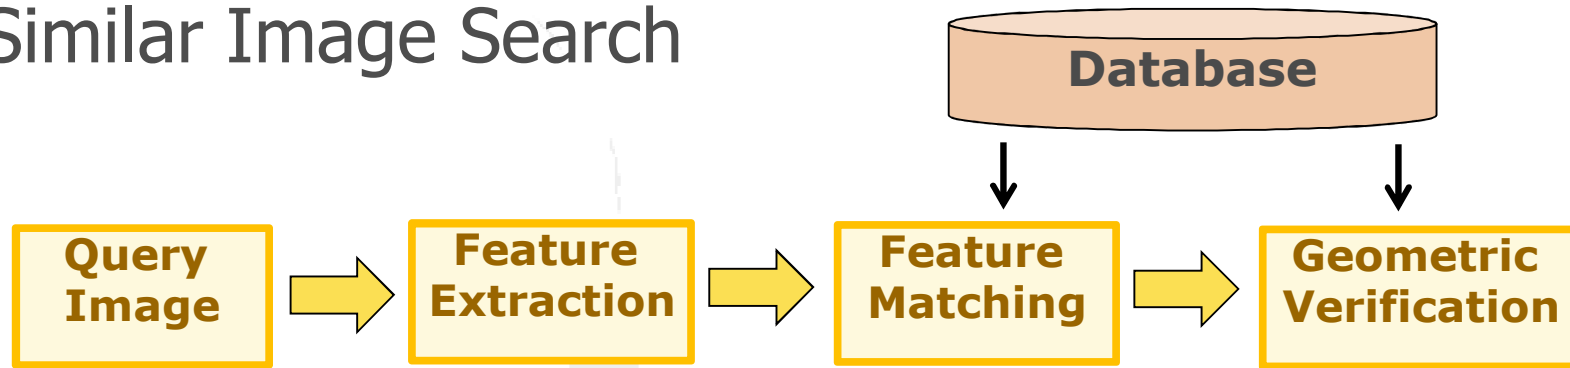 Similar Image Search
Database
Query
Image
Feature
Extraction
Feature
Matching
Geometric
Verification